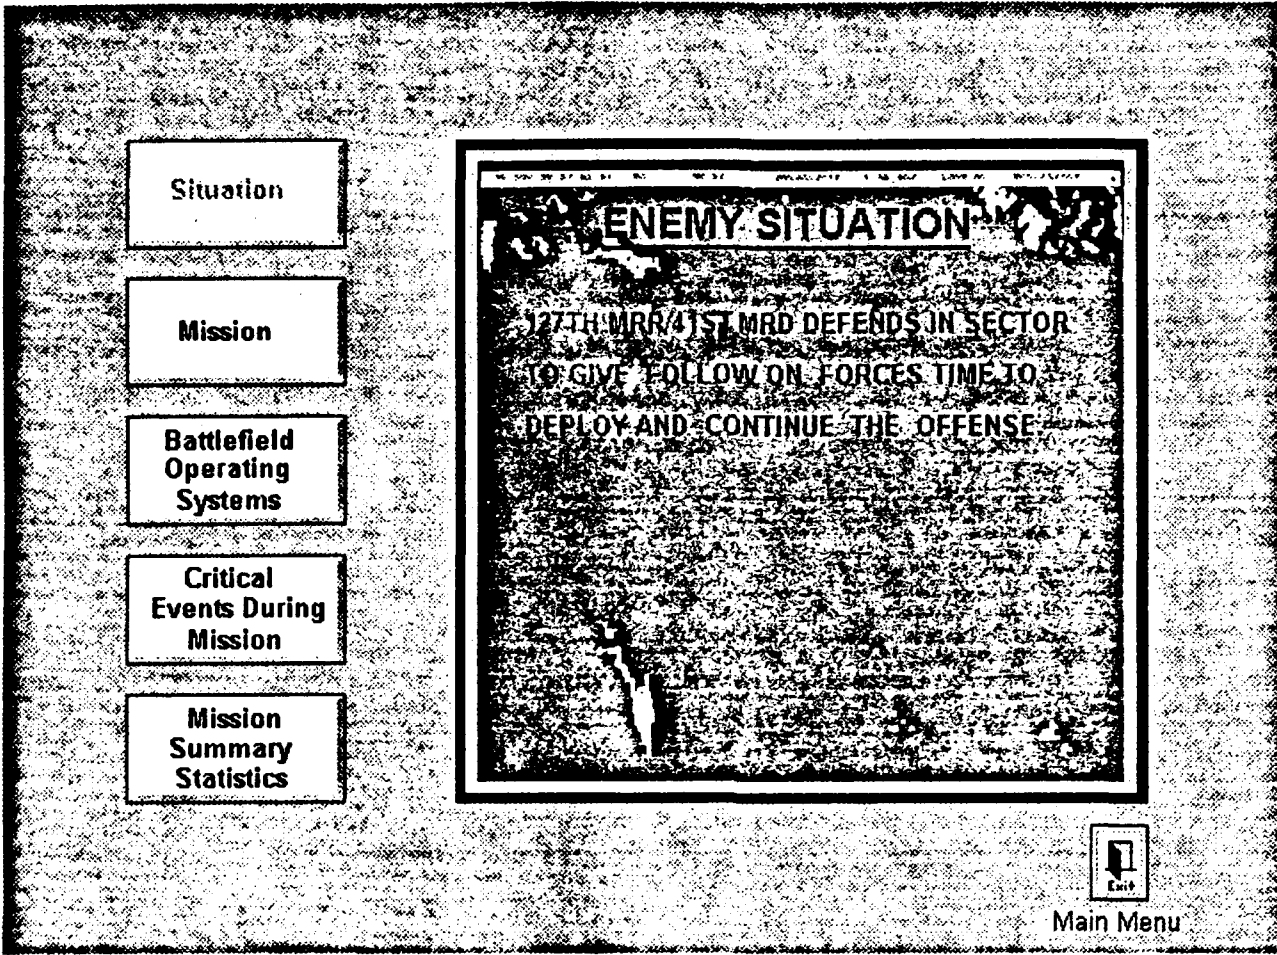 Situation
Mission
Battlefield
Operating
Systems
Critical
Events During
Mission
Mission
Summary
Statistics
ENEMY SITUATION
127TH MRR/41ST MRD DEFENDS IN SECTOR
TO GIVE FOLLOW ON FORCES TIME TO
DEPLOY AND CONTINUE THE OFFENSE
Exit
Main Menu